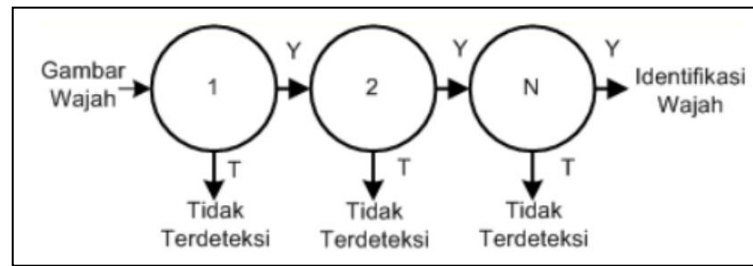 Gambar
Wajah
1
Y
2
Y
N
Y
Identifikasi
Wajah
T
T
T
Tidak
Terdeteksi
Tidak
Terdeteksi
Tidak
Terdeteksi